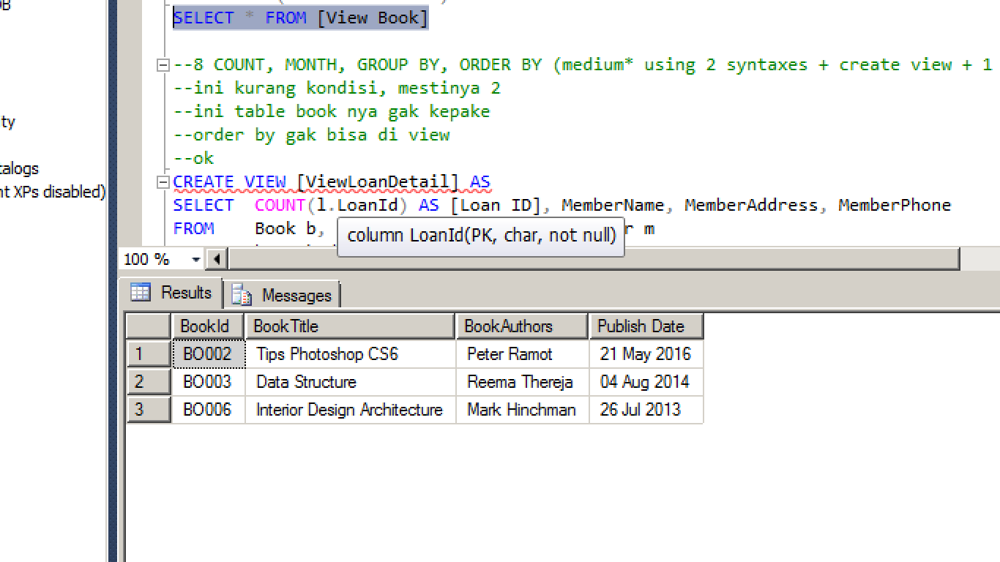 OB
SELECT * FROM [View Book]
--8 COUNT, MONTH, GROUP BY, ORDER BY (medium* using 2 syntaxes + create view + 1
--ini kurang kondisi, mestinya 2
--ini table book nya gak kepake
ty
--order by gak bisa di view
--ok
talogs
CREATE VIEW [ViewLoanDetail] AS
nt XPs disabled)
SELECT COUNT(l.LoanId) AS [Loan ID], MemberName, MemberAddress, MemberPhone
FROM Book b, r m
column LoanId(PK, char, not null)
100 %
Results Messages
BookId BookTitle BookAuthors Publish Date
1 BO002 Tips Photoshop CS6 Peter Ramot 21 May 2016
2 BO003 Data Structure Reema Thereja 04 Aug 2014
3 BO006 Interior Design Architecture Mark Hinchman 26 Jul 2013